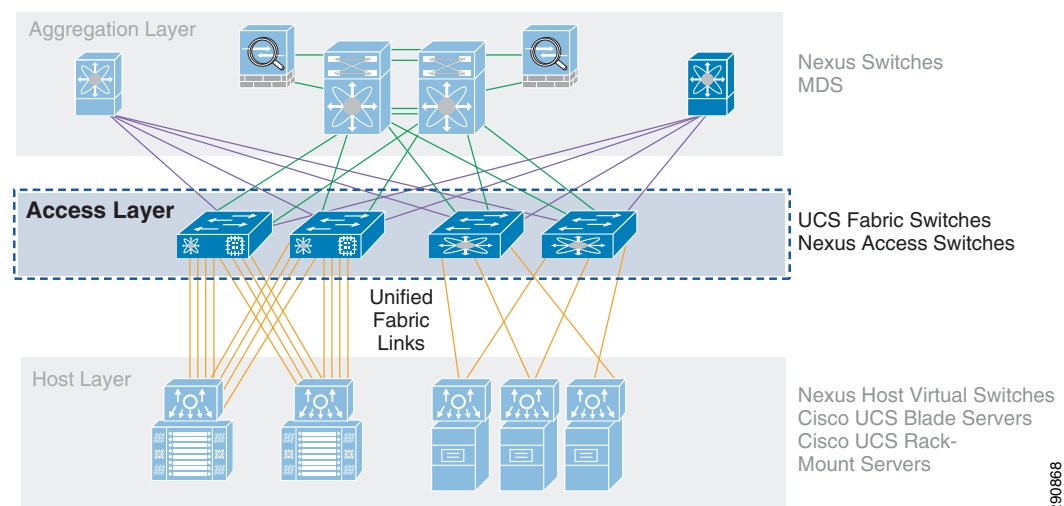 Aggregation Layer
Nexus Switches
MDS
Access Layer
UCS Fabric Switches
Nexus Access Switches
Unified
Fabric
Links
Host Layer
Nexus Host Virtual Switches
Cisco UCS Blade Servers
Cisco UCS Rack-
Mount Servers